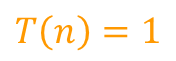 T(n) = 1